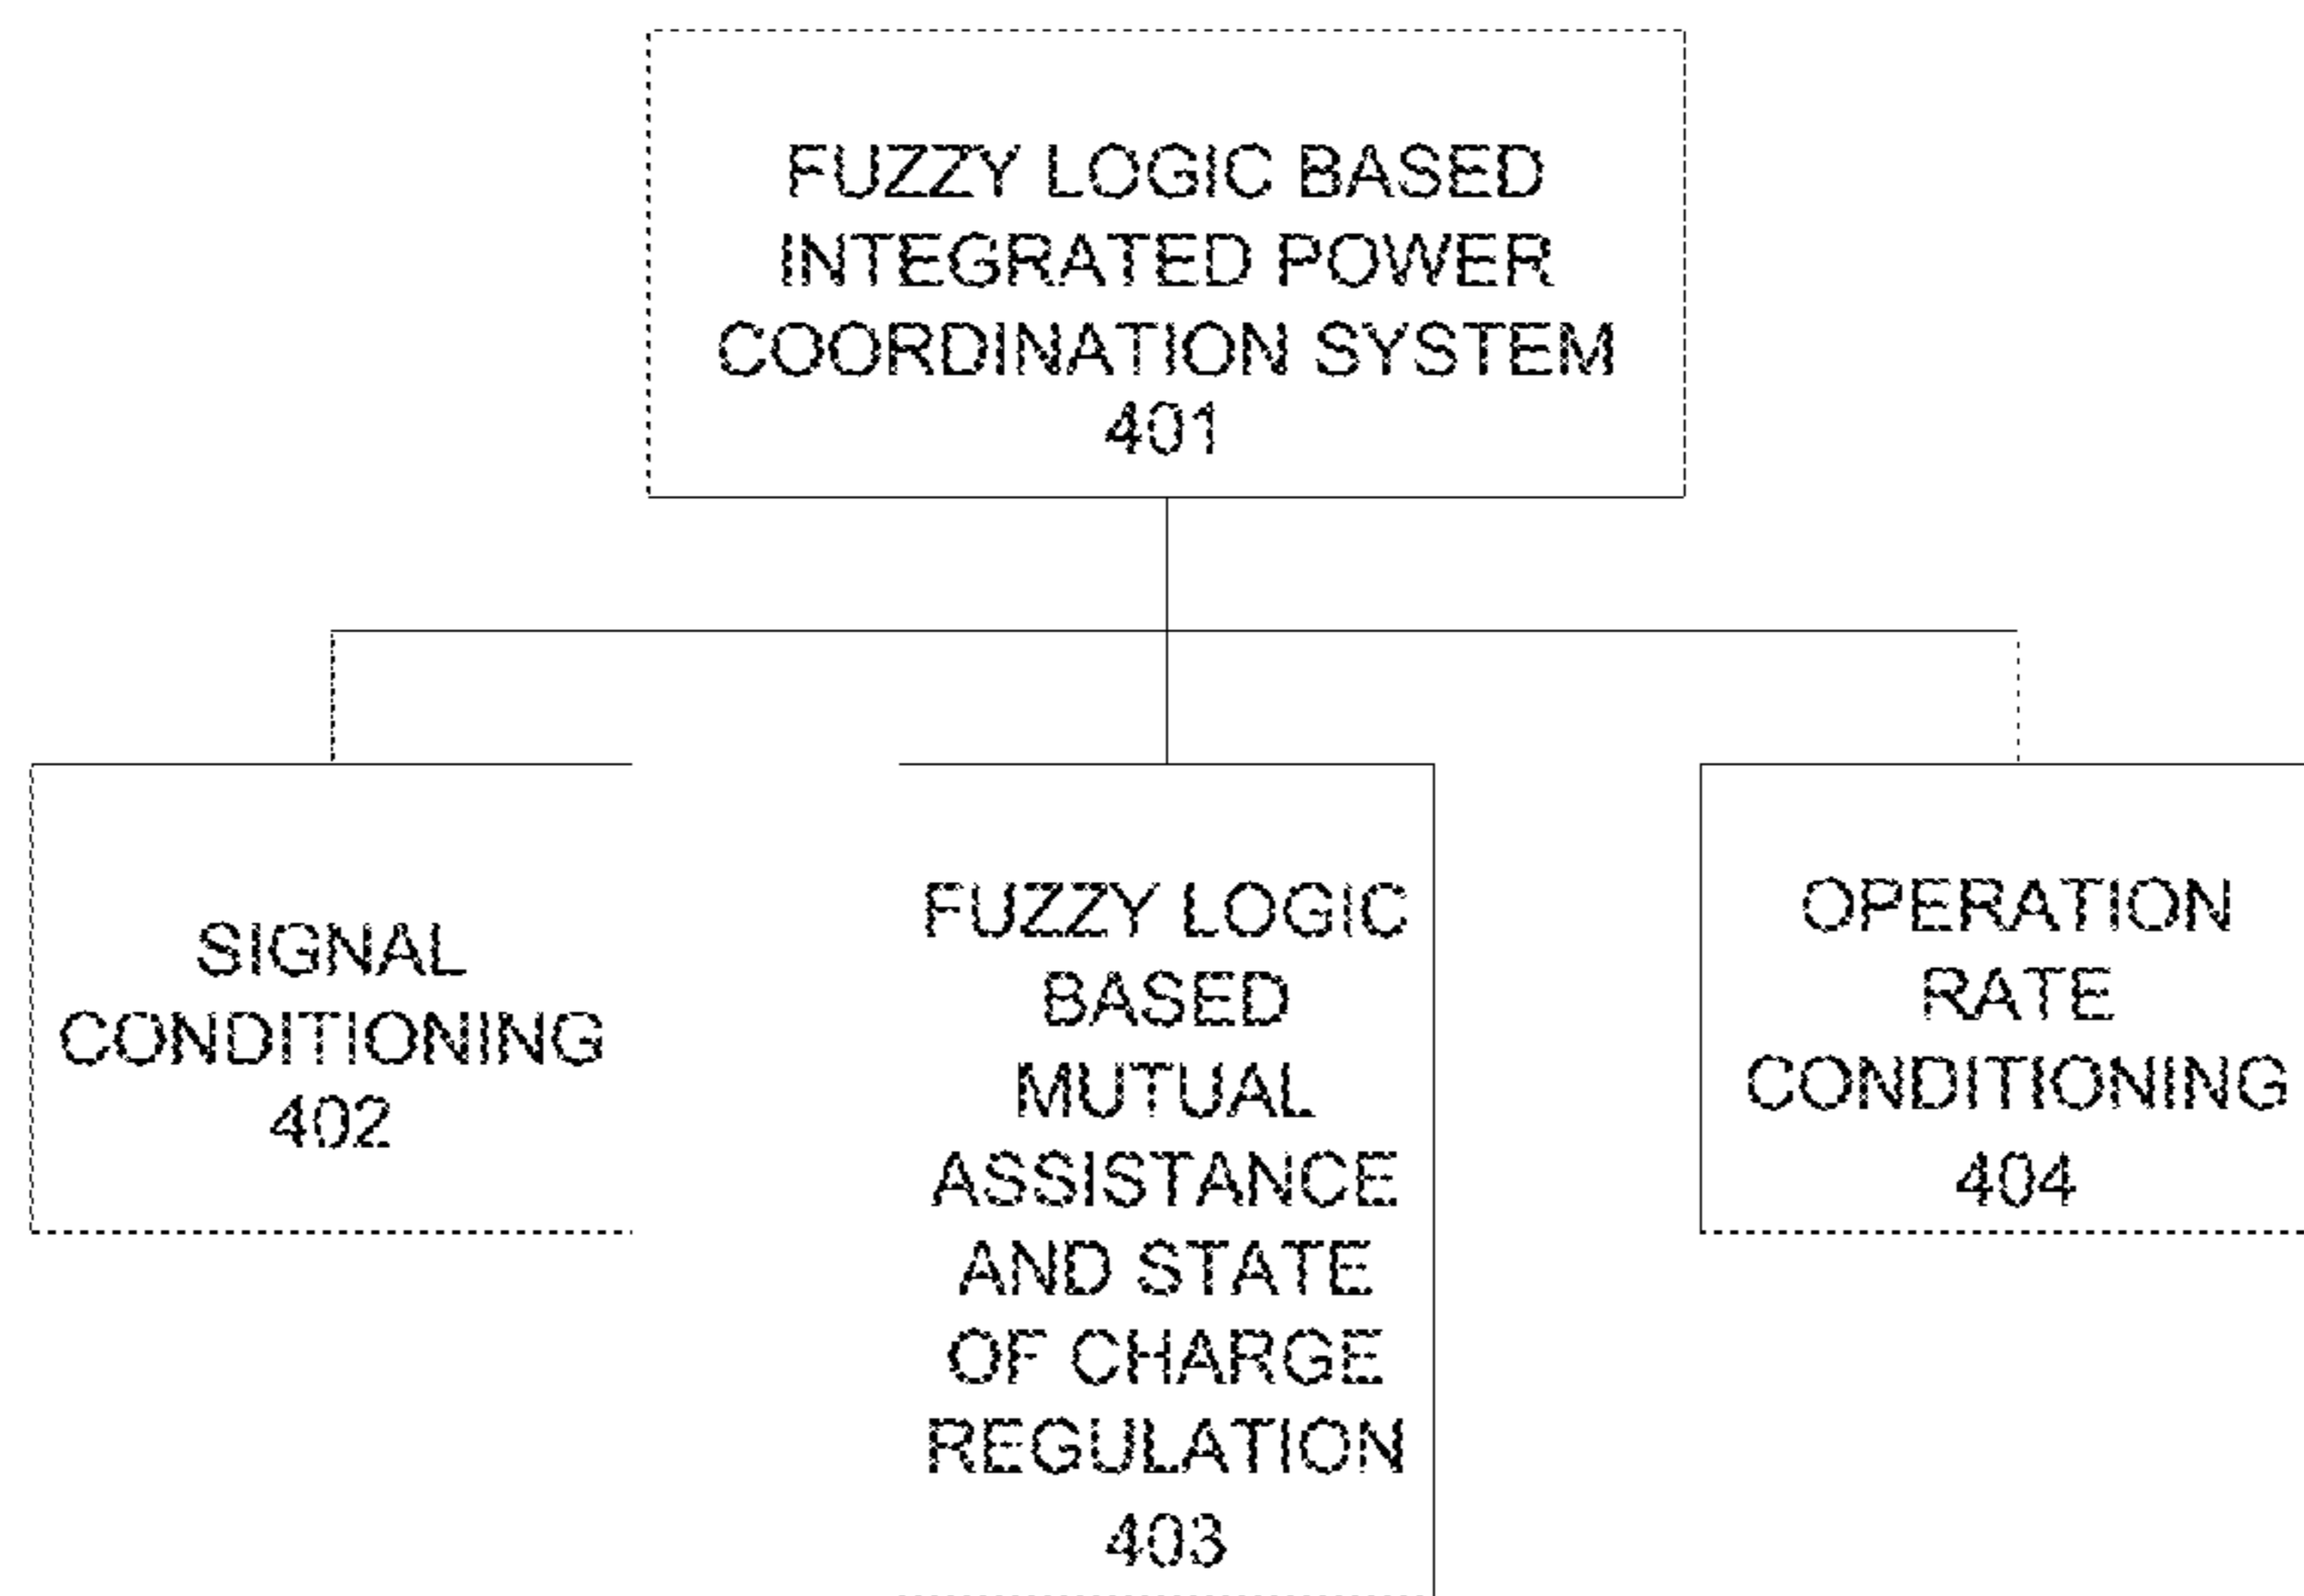 FUZZY LOGIC BASED
INTEGRATED POWER
COORDINATION SYSTEM
401
SIGNAL
CONDITIONING
402
FUZZY LOGIC
BASED
MUTUAL
ASSISTANCE
AND STATE
OF CHARGE
REGULATION
403
OPERATION
RATE
CONDITIONING
404